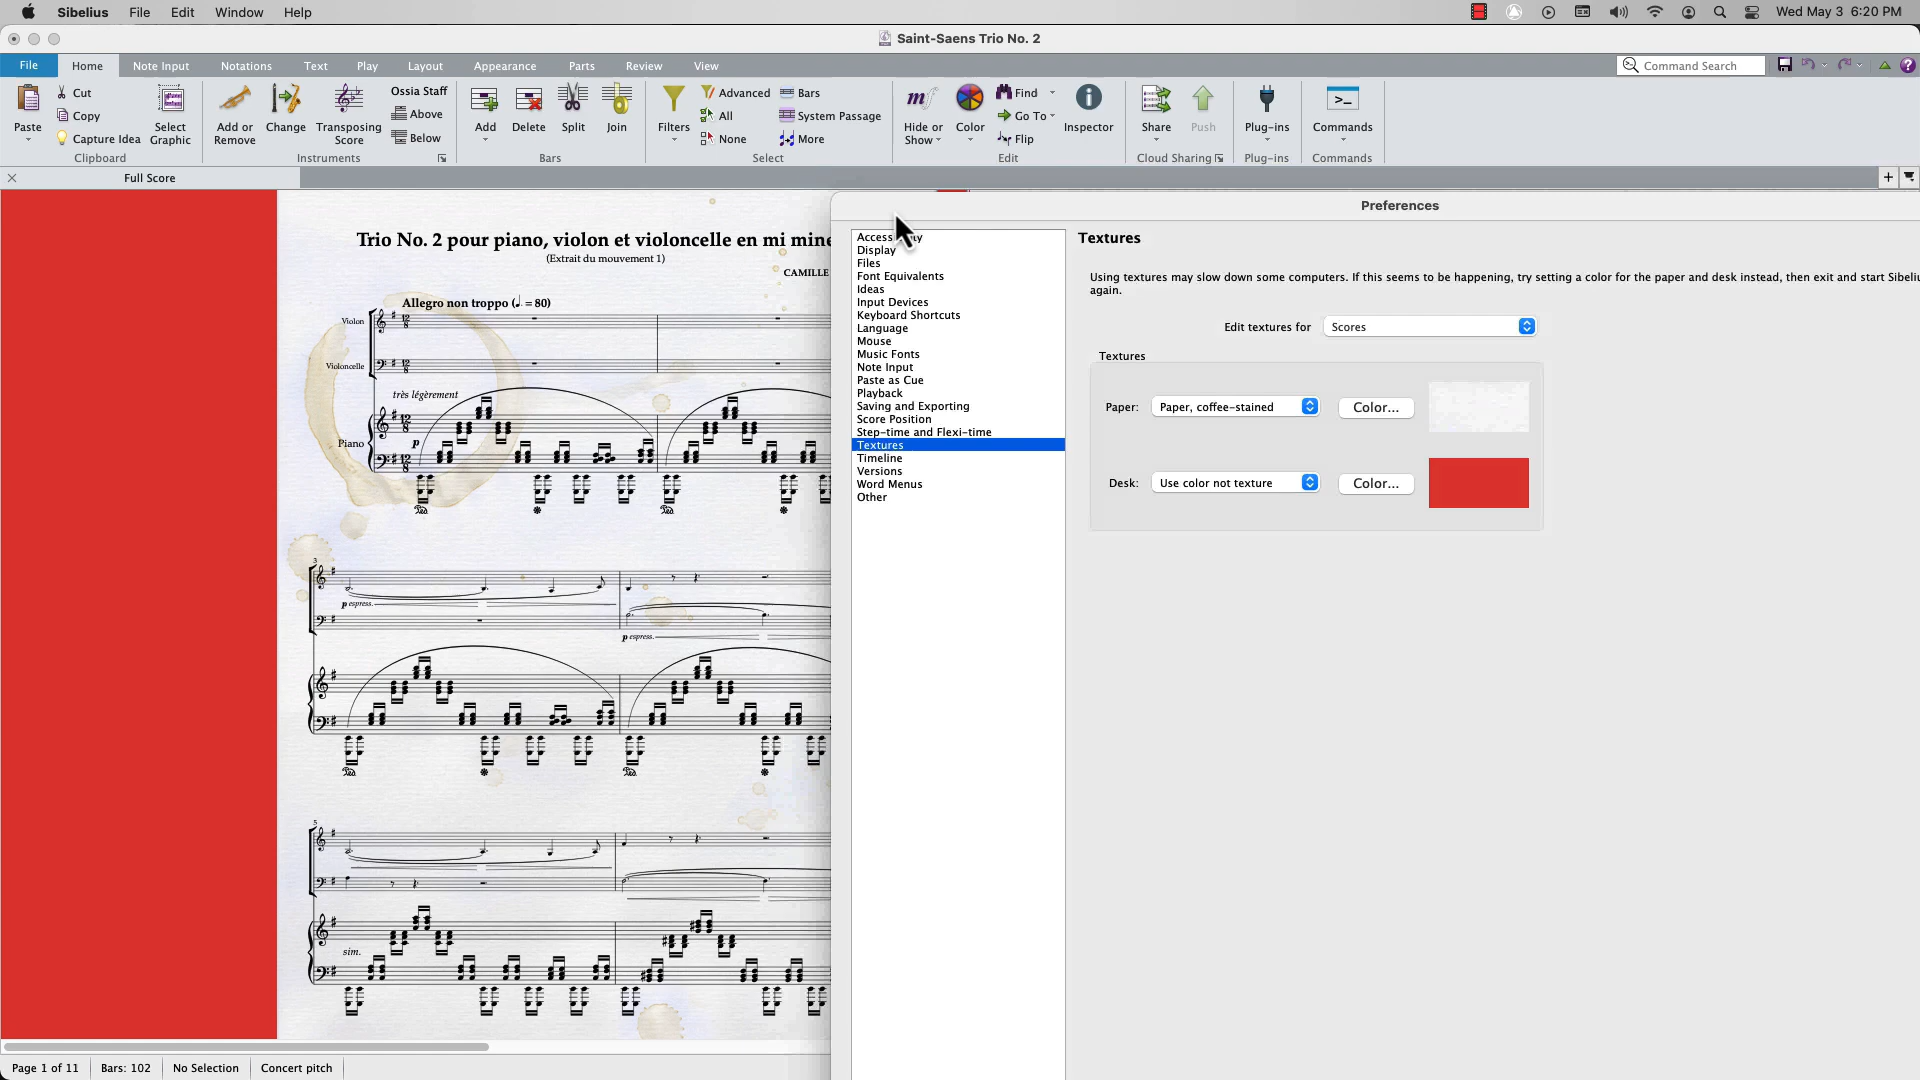 Sibelius File Edit Window Help
Wed May 3 6:20 PM
Saint-Saens Trio No. 2
File Home Note Input Notations Text Play Layout Appearance Parts Review View
Command Search
Paste
Cut
Copy
Capture Idea
Select Graphic
Clipboard
Add or Remove
Change
Transposing Score
Ossia Staff
Above
Below
Instruments
Add
Delete
Split
Join
Bars
Filters
Advanced
All
None
Bars
System Passage
More
Select
Hide or Show
Color
Find
Go To
Flip
Inspector
Edit
Share
Push
Cloud Sharing
Plug-ins
Plug-ins
Commands
Commands
Full Score
Trio No. 2 pour piano, violon et violoncelle en mi mine
(Extrait du mouvement 1)
CAMILLE
Allegro non troppo (♩. = 80)
Violon
Violoncelle
très légèrement
Piano
p
3
p espress.
p espress.
5
sim.
Preferences
Display
Files
Font Equivalents
Ideas
Input Devices
Keyboard Shortcuts
Language
Mouse
Music Fonts
Note Input
Paste as Cue
Playback
Saving and Exporting
Score Position
Step-time and Flexi-time
Textures
Timeline
Versions
Word Menus
Other
Textures
Using textures may slow down some computers. If this seems to be happening, try setting a color for the paper and desk instead, then exit and start Sibeliu
again.
Edit textures for Scores
Textures
Paper: Paper, coffee-stained Color...
Desk: Use color not texture Color...
Page 1 of 11 Bars: 102 No Selection Concert pitch